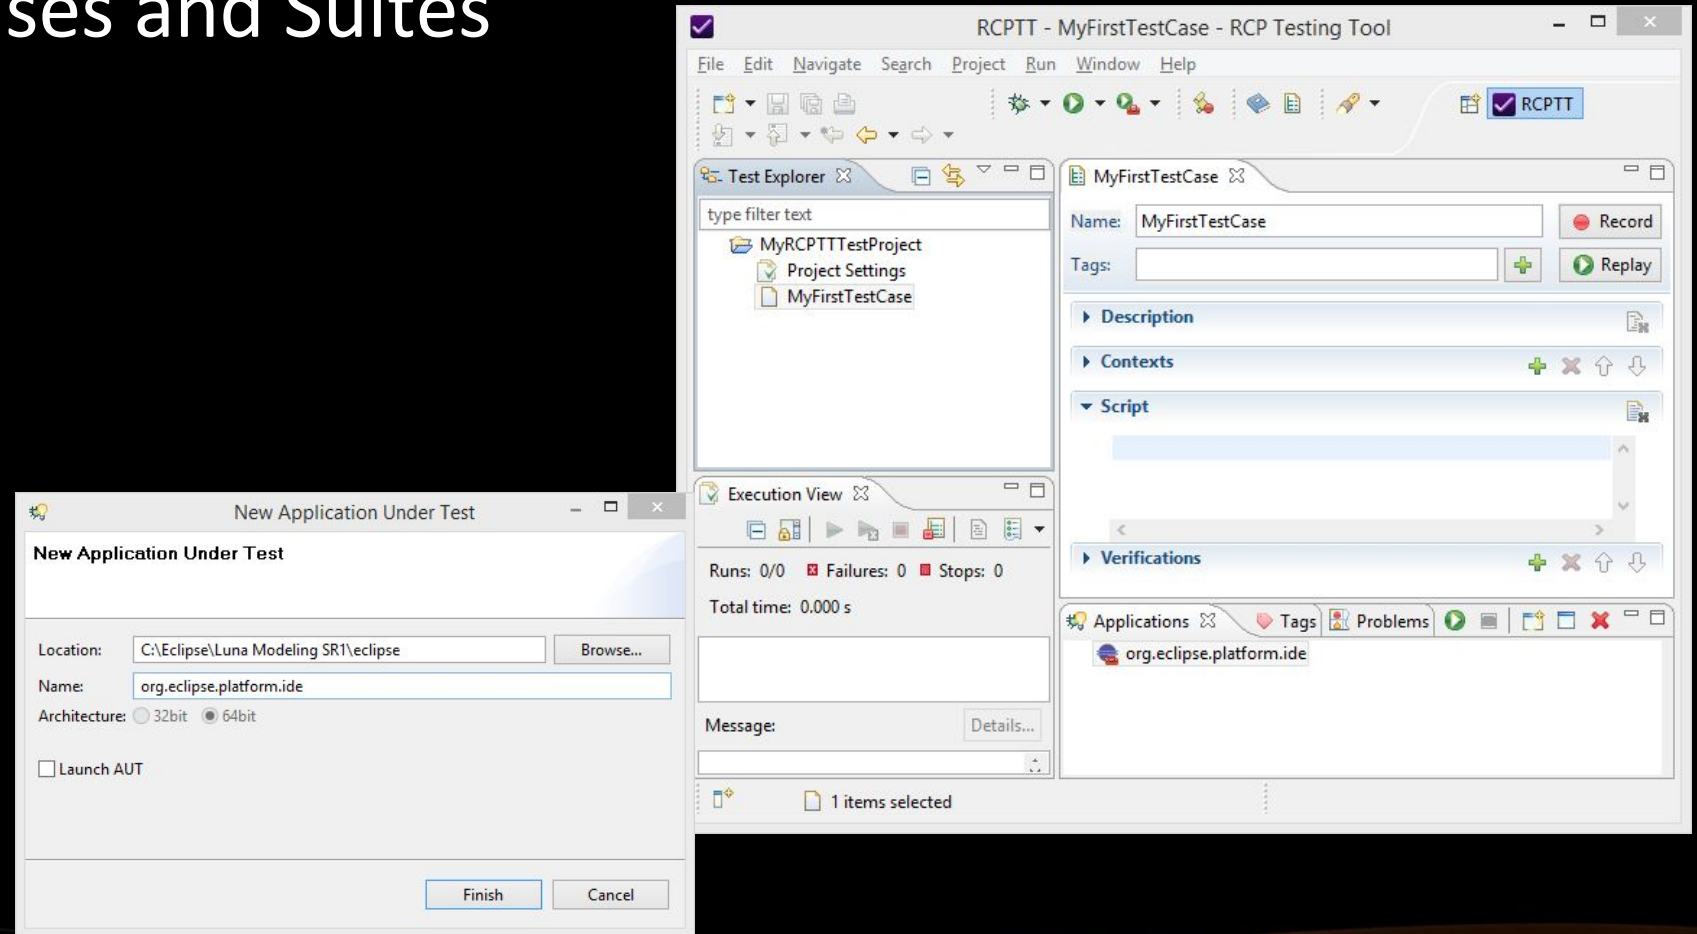 ses and Suites
RCPTT - MyFirstTestCase - RCP Testing Tool
File Edit Navigate Search Project Run Window Help
RCPTT
Test Explorer
type filter text
MyRCPTTTestProject
Project Settings
MyFirstTestCase
MyFirstTestCase
Name: MyFirstTestCase Record
Tags: Replay
Description
Contexts
Script
Verifications
Execution View
Runs: 0/0 Failures: 0 Stops: 0
Total time: 0.000 s
Message: Details...
Applications Tags Problems
org.eclipse.platform.ide
1 items selected
New Application Under Test
New Application Under Test
Location: C:\Eclipse\Luna Modeling SR1\eclipse Browse...
Name: org.eclipse.platform.ide
Architecture: 32bit 64bit
Launch AUT
Finish Cancel